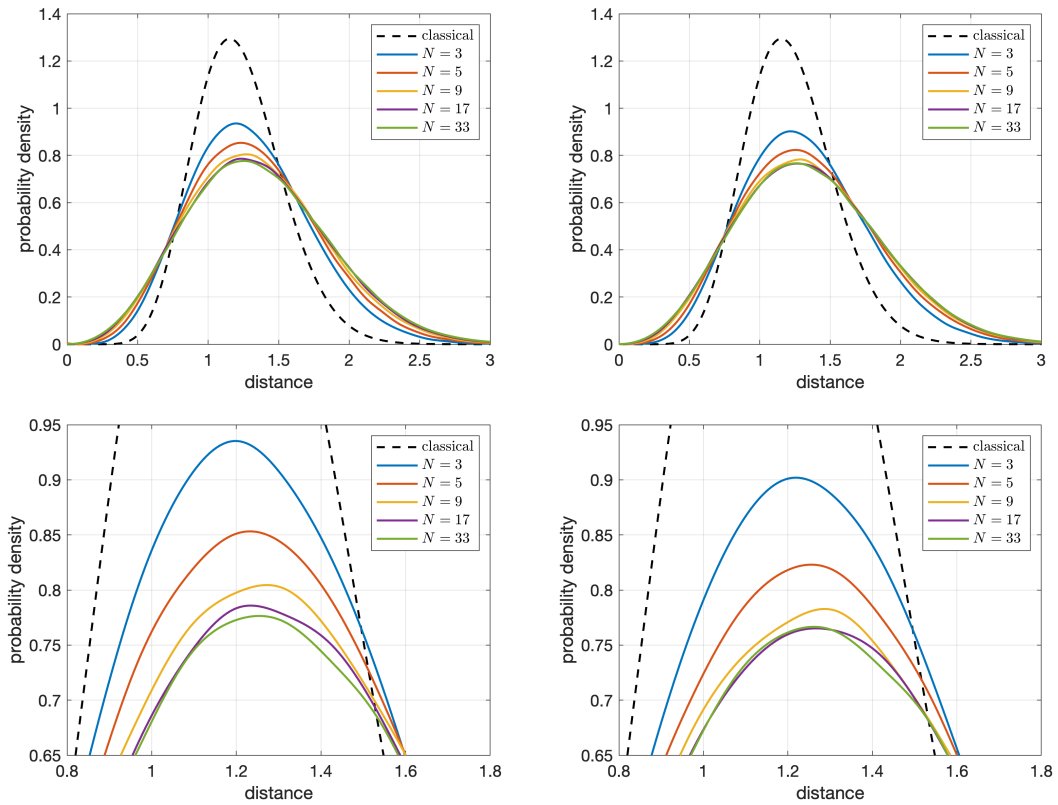 1.4
1.2
1
0.8
0.6
0.4
0.2
0
probability density
classical
N = 3
N = 5
N = 9
N = 17
N = 33
0 0.5 1 1.5 2 2.5 3
distance
1.4
1.2
1
0.8
0.6
0.4
0.2
0
probability density
classical
N = 3
N = 5
N = 9
N = 17
N = 33
0 0.5 1 1.5 2 2.5 3
distance
0.95
0.9
0.85
0.8
0.75
0.7
0.65
probability density
classical
N = 3
N = 5
N = 9
N = 17
N = 33
0.8 1 1.2 1.4 1.6 1.8
distance
0.95
0.9
0.85
0.8
0.75
0.7
0.65
probability density
classical
N = 3
N = 5
N = 9
N = 17
N = 33
0.8 1 1.2 1.4 1.6 1.8
distance